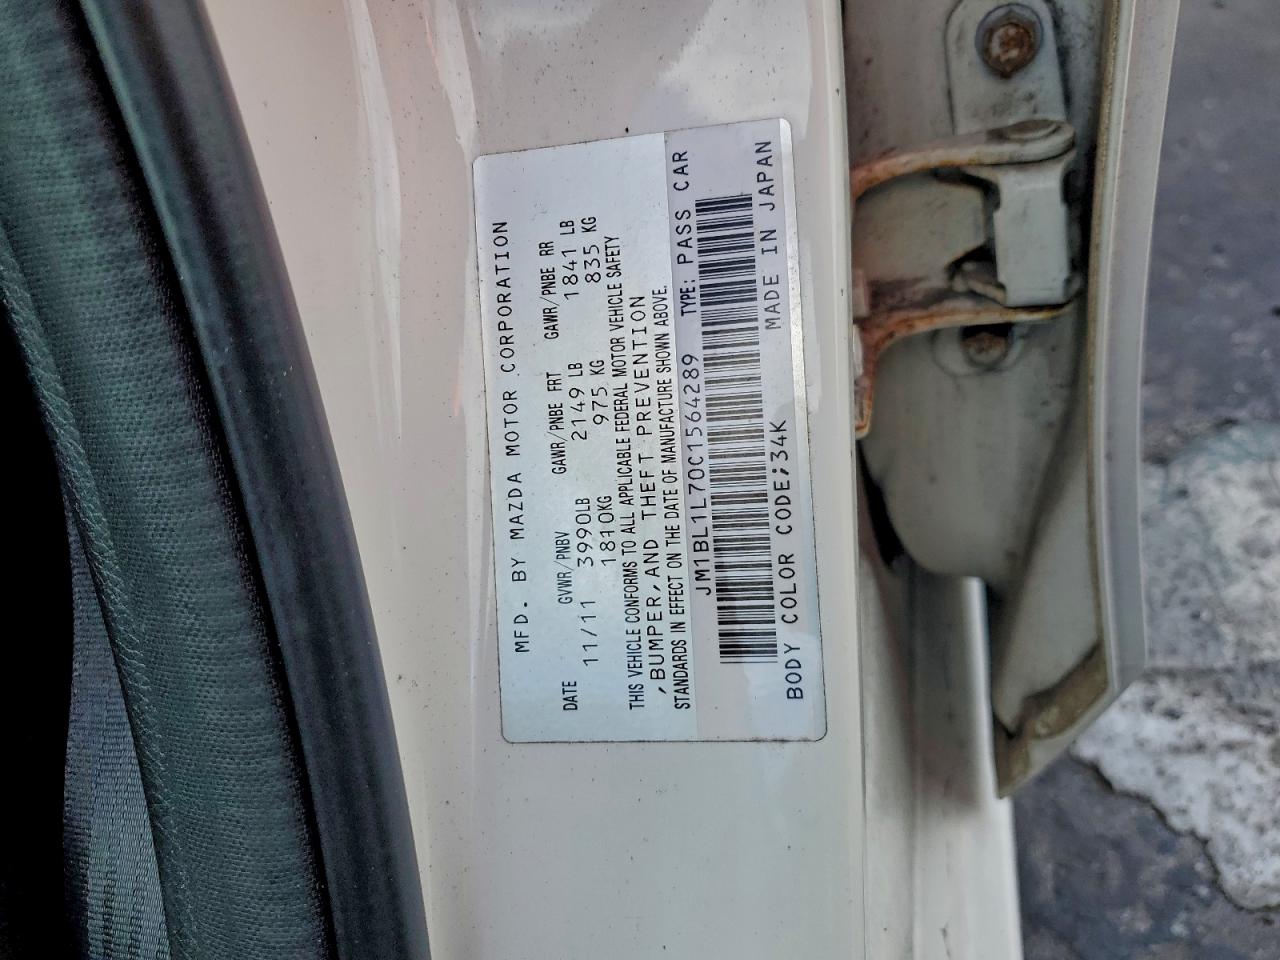 MFD. BY MAZDA MOTOR CORPORATION
DATE GVWR/PNBV GAWR/PNBE FRT GAWR/PNBE RR
11/11 3990LB 2149 LB 1841 LB
1810KG 975 KG 835 KG
THIS VEHICLE CONFORMS TO ALL APPLICABLE FEDERAL MOTOR VEHICLE SAFETY
,BUMPER,AND THEFT PREVENTION
STANDARDS IN EFFECT ON THE DATE OF MANUFACTURE SHOWN ABOVE.
JM1BL1L70C1564289 TYPE: PASS CAR
BODY COLOR CODE;34K MADE IN JAPAN